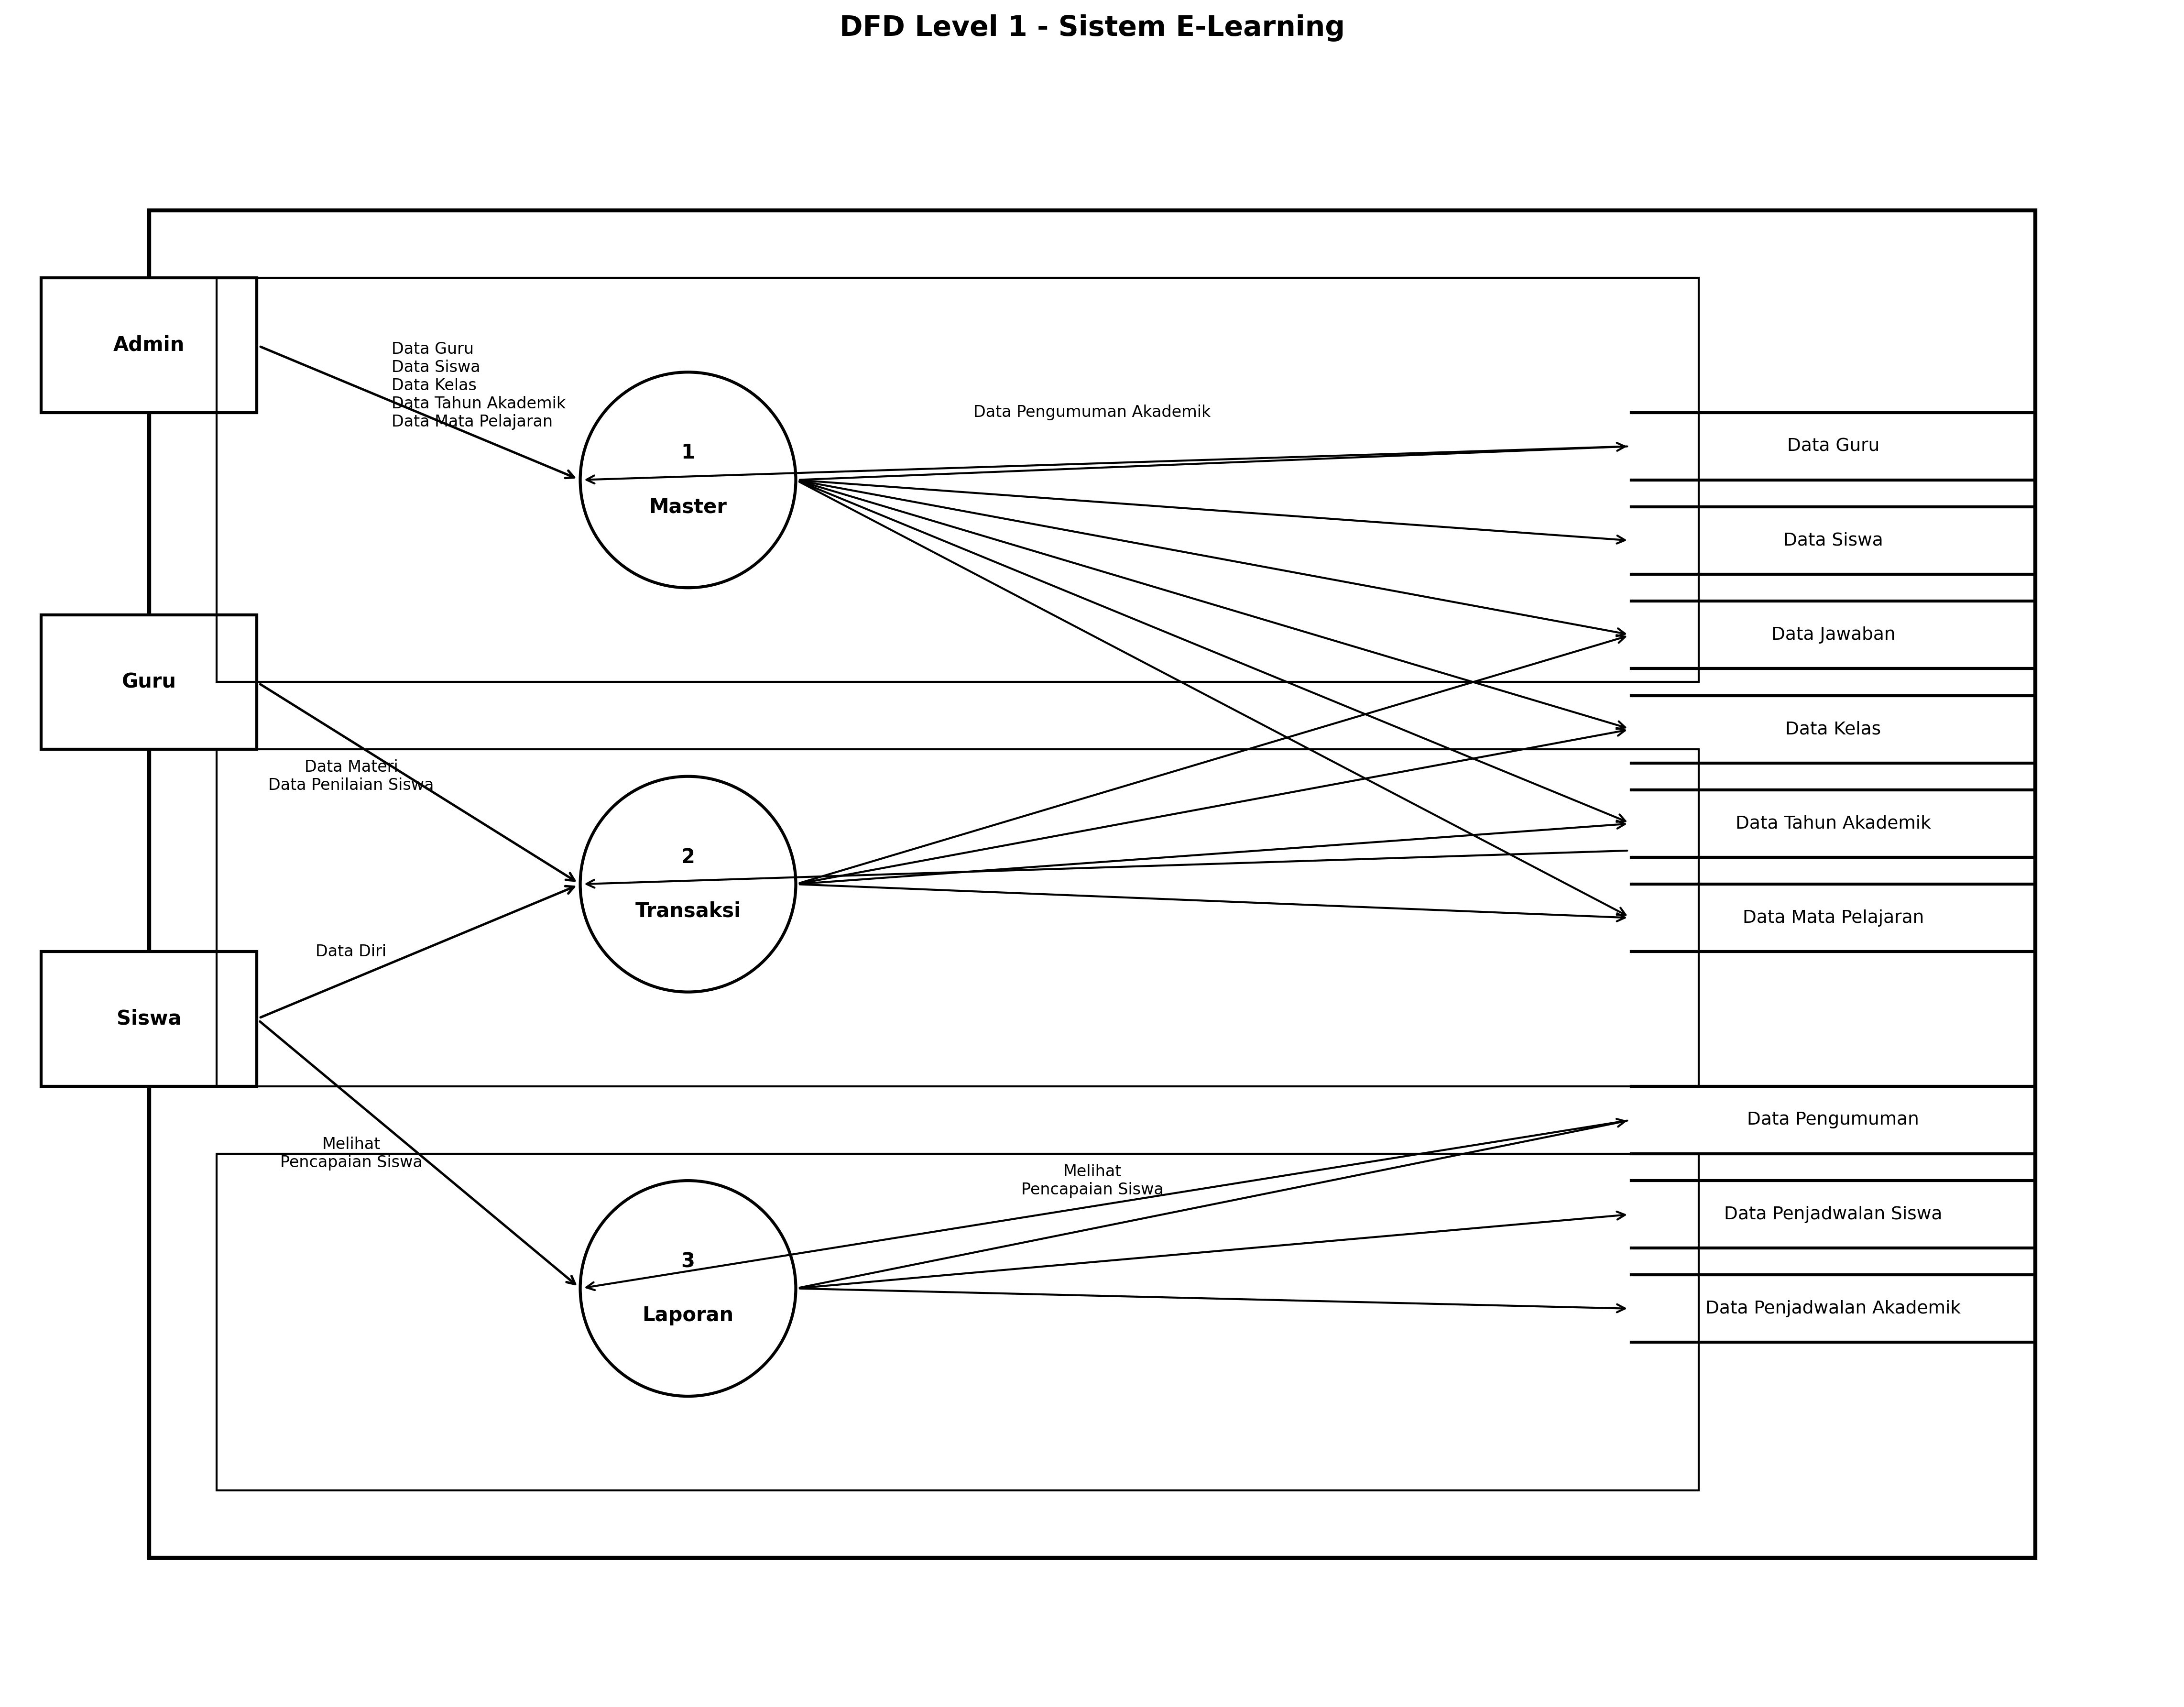 DFD Level 1 - Sistem E-Learning
Admin
Data Guru
Data Siswa
Data Kelas
Data Tahun Akademik
Data Mata Pelajaran
1
Master
Data Pengumuman Akademik
Data Guru
Data Siswa
Data Jawaban
Data Kelas
Data Tahun Akademik
Data Mata Pelajaran
Guru
Data Materi
Data Penilaian Siswa
2
Transaksi
Data Diri
Siswa
Melihat
Pencapaian Siswa
3
Laporan
Melihat
Pencapaian Siswa
Data Pengumuman
Data Penjadwalan Siswa
Data Penjadwalan Akademik